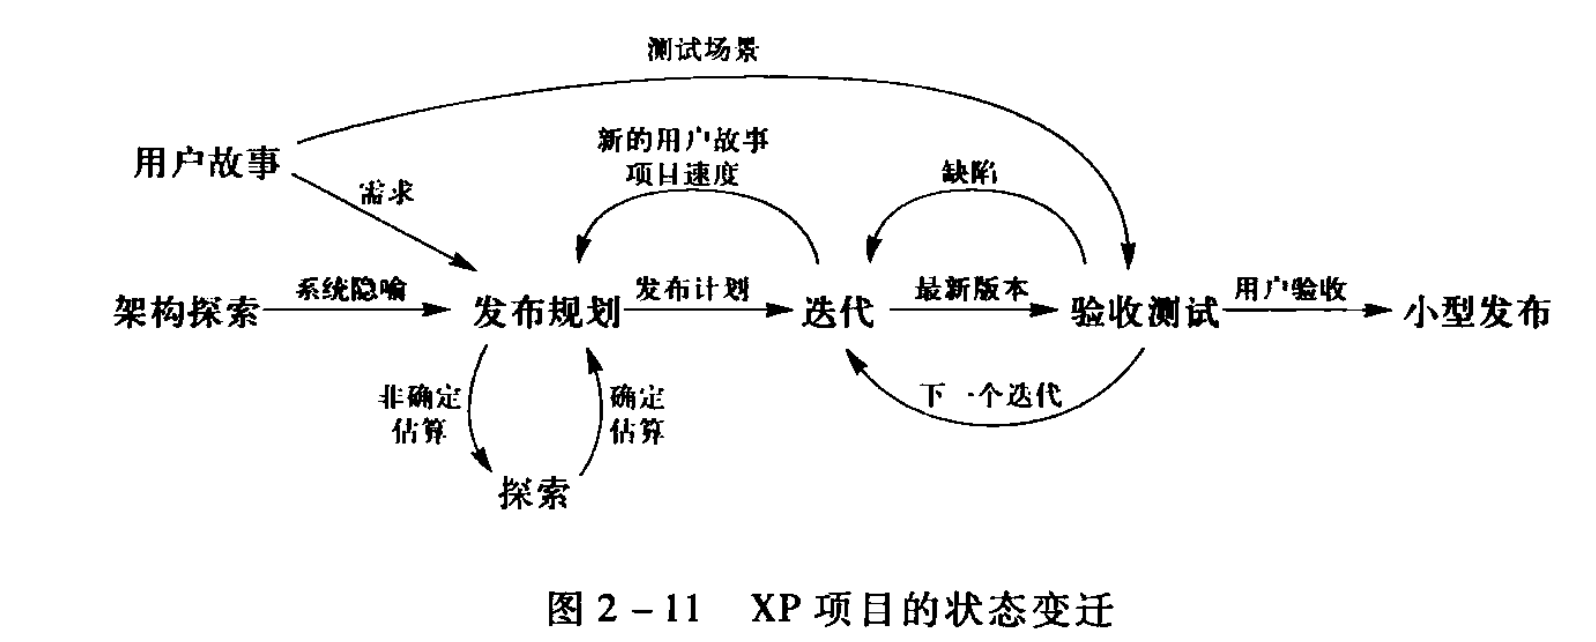 测试场景
新的用户故事
项目速度
缺陷
用户故事
需求
架构探索
系统隐喻
发布规划
发布计划
迭代
最新版本
验收测试
用户验收
小型发布
非确定
估算
确定
估算
下一个迭代
探索
图 2-11 XP 项目的状态变迁